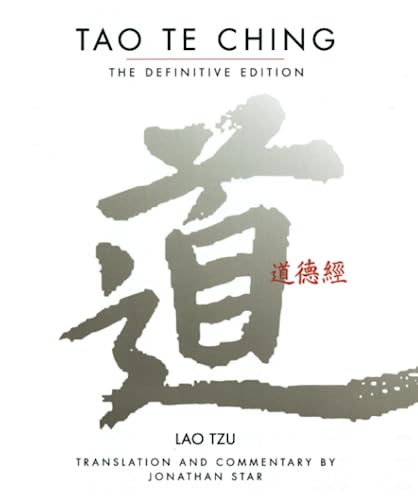 TAO TE CHING
THE DEFINITIVE EDITION
道
道德經
LAO TZU
TRANSLATION AND COMMENTARY BY
JONATHAN STAR